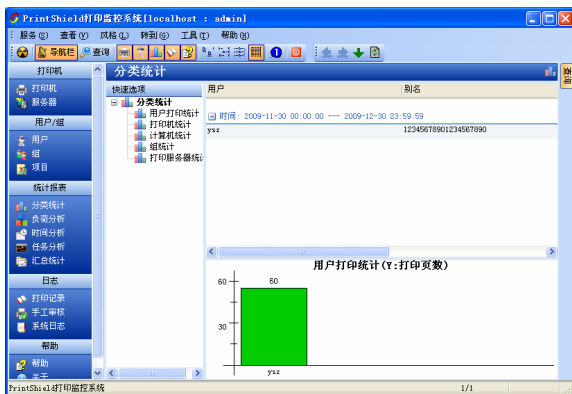 PrintShield打印监控系统[localhost : admin]
服务(S) 查看(V) 风格(L) 转到(G) 工具(T) 帮助(H)
导航栏 查询
打印机
打印机
服务器
用户/组
用户
组
项目
统计报表
分类统计
负荷分析
时间分析
任务分析
汇总统计
日志
打印记录
手工审核
系统日志
帮助
帮助
关于
分类统计
快速选项
分类统计
用户打印统计
打印机统计
计算机统计
组统计
打印服务器统计
用户 别名
时间: 2009-11-30 00:00:00 --- 2009-12-30 23:59:59
ysz 12345678901234567890
用户打印统计(Y:打印页数)
60
60
30
ysz
查询
PrintShield打印监控系统 1/1